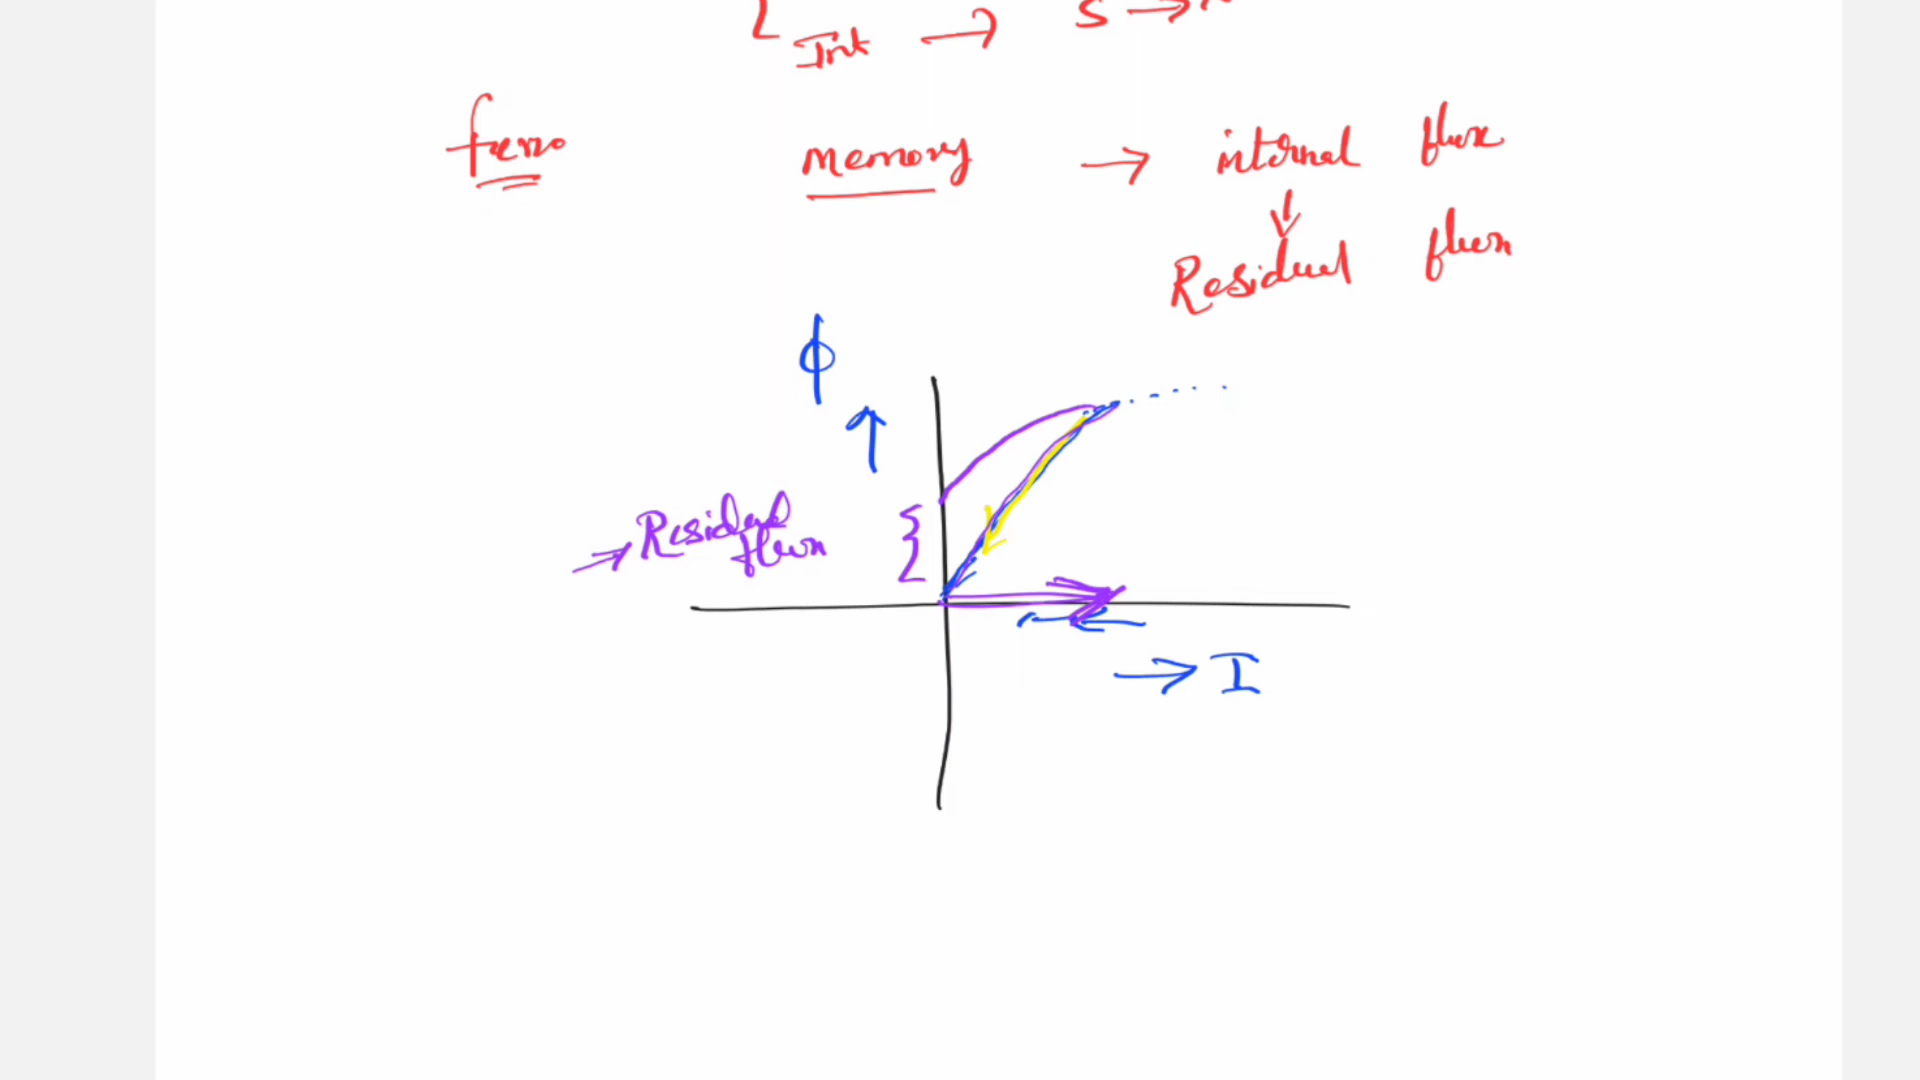 Int → S →
ferro memory → internal flux
↓
Residual flux
ϕ
↑
→ Residual
flux
→ I